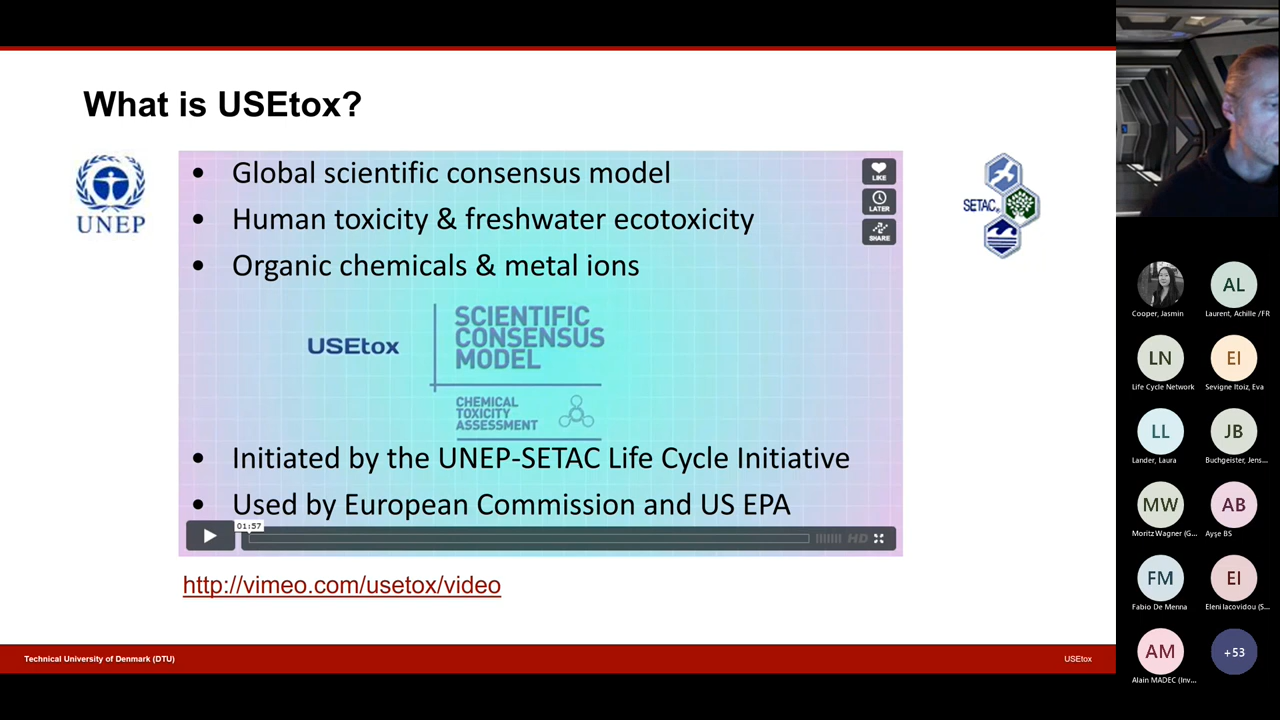 What is USEtox?
UNEP
• Global scientific consensus model
• Human toxicity & freshwater ecotoxicity
• Organic chemicals & metal ions
LIKE
LATER
SHARE
SETAC®
USEtox
SCIENTIFIC
CONSENSUS
MODEL
CHEMICAL
TOXICITY
ASSESSMENT
• Initiated by the UNEP-SETAC Life Cycle Initiative
• Used by European Commission and US EPA
01:57
HD
http://vimeo.com/usetox/video
Technical University of Denmark (DTU)
USEtox
Cooper, Jasmin
AL
Laurent, Achille /FR
LN
Life Cycle Network
EI
Sevigne Itoiz, Eva
LL
Lander, Laura
JB
Buchgeister, Jens...
MW
Moritz Wagner (G...
AB
Ayşe BS
FM
Fabio De Menna
EI
Eleni Iacovidou (S...
AM
Alain MADEC (Inv...
+53